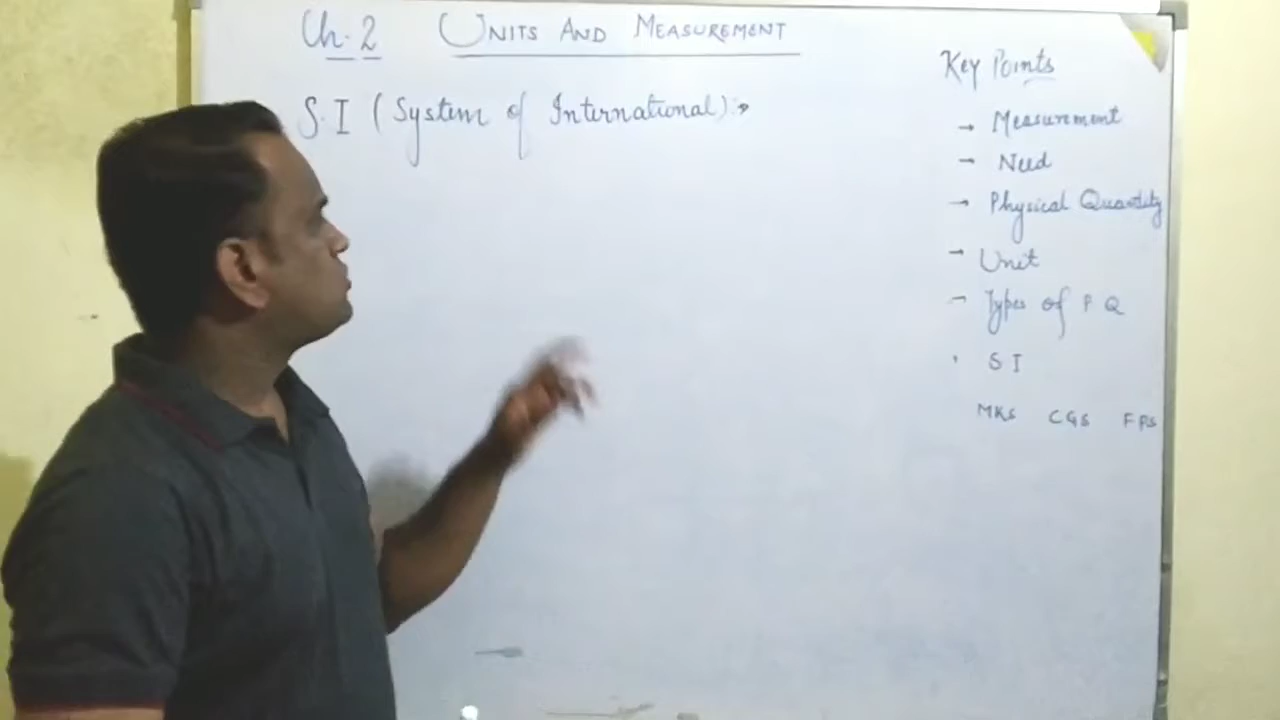 Ch. 2 UNITS AND MEASUREMENT
S.I (System of International) :→
Key Points
→ Measurement
→ Need
→ Physical Quantity
→ Unit
→ Types of P Q
· S I
MKS CGS FPS